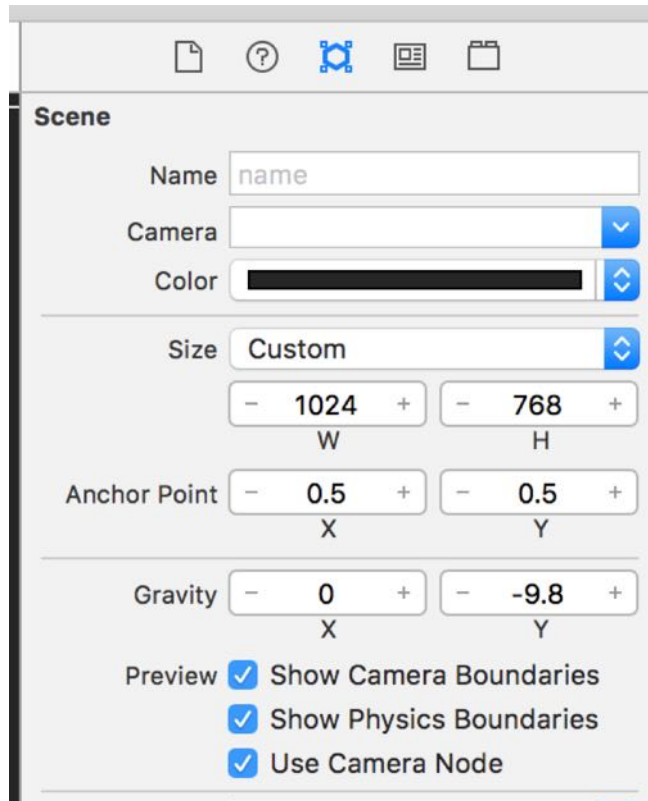 Scene
Name name
Camera
Color
Size Custom
- 1024 + - 768 +
W H
Anchor Point - 0.5 + - 0.5 +
X Y
Gravity - 0 + - -9.8 +
X Y
Preview Show Camera Boundaries
Show Physics Boundaries
Use Camera Node